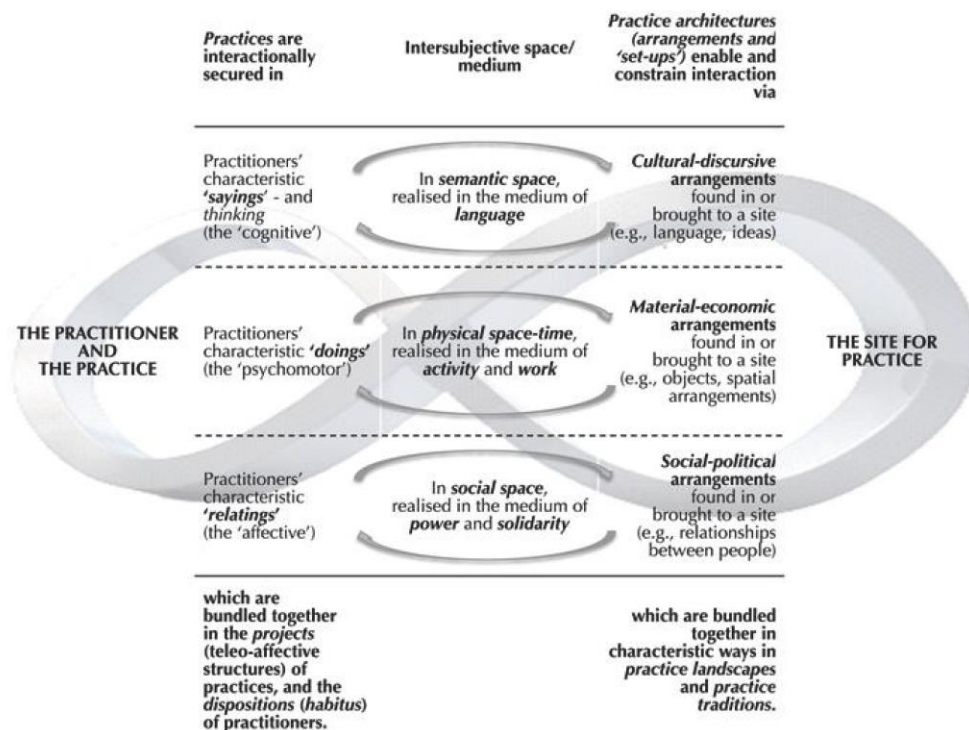 Practices are
interactionally
secured in
Intersubjective space/
medium
Practice architectures
(arrangements and
‘set-ups’) enable and
constrain interaction
via
THE PRACTITIONER
AND
THE PRACTICE
Practitioners’
characteristic
‘sayings’ - and
thinking
(the ‘cognitive’)
In semantic space,
realised in the medium of
language
Cultural-discursive
arrangements
found in or
brought to a site
(e.g., language, ideas)
Practitioners’
characteristic ‘doings’
(the ‘psychomotor’)
In physical space-time,
realised in the medium of
activity and work
Material-economic
arrangements
found in or
brought to a site
(e.g., objects, spatial
arrangements)
Practitioners’
characteristic
‘relatings’
(the ‘affective’)
In social space,
realised in the medium of
power and solidarity
Social-political
arrangements
found in or
brought to a site
(e.g., relationships
between people)
THE SITE FOR
PRACTICE
which are
bundled together
in the projects
(teleo-affective
structures) of
practices, and the
dispositions (habitus)
of practitioners.
which are bundled
together in
characteristic ways in
practice landscapes
and practice
traditions.